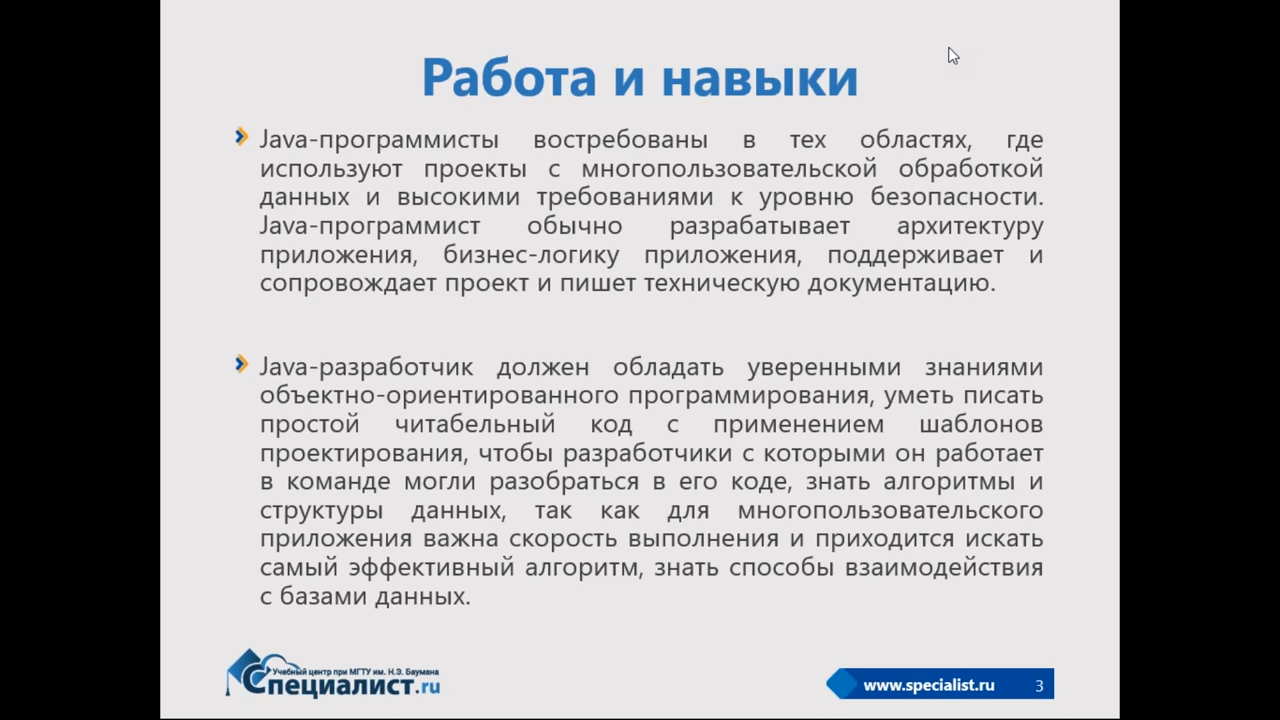 Работа и навыки
Java-программисты востребованы в тех областях, где
используют проекты с многопользовательской обработкой
данных и высокими требованиями к уровню безопасности.
Java-программист обычно разрабатывает архитектуру
приложения, бизнес-логику приложения, поддерживает и
сопровождает проект и пишет техническую документацию.
Java-разработчик должен обладать уверенными знаниями
объектно-ориентированного программирования, уметь писать
простой читабельный код с применением шаблонов
проектирования, чтобы разработчики с которыми он работает
в команде могли разобраться в его коде, знать алгоритмы и
структуры данных, так как для многопользовательского
приложения важна скорость выполнения и приходится искать
самый эффективный алгоритм, знать способы взаимодействия
с базами данных.
Учебный центр при МГТУ им. Н.Э. Баумана
Специалист.ru
www.specialist.ru 3